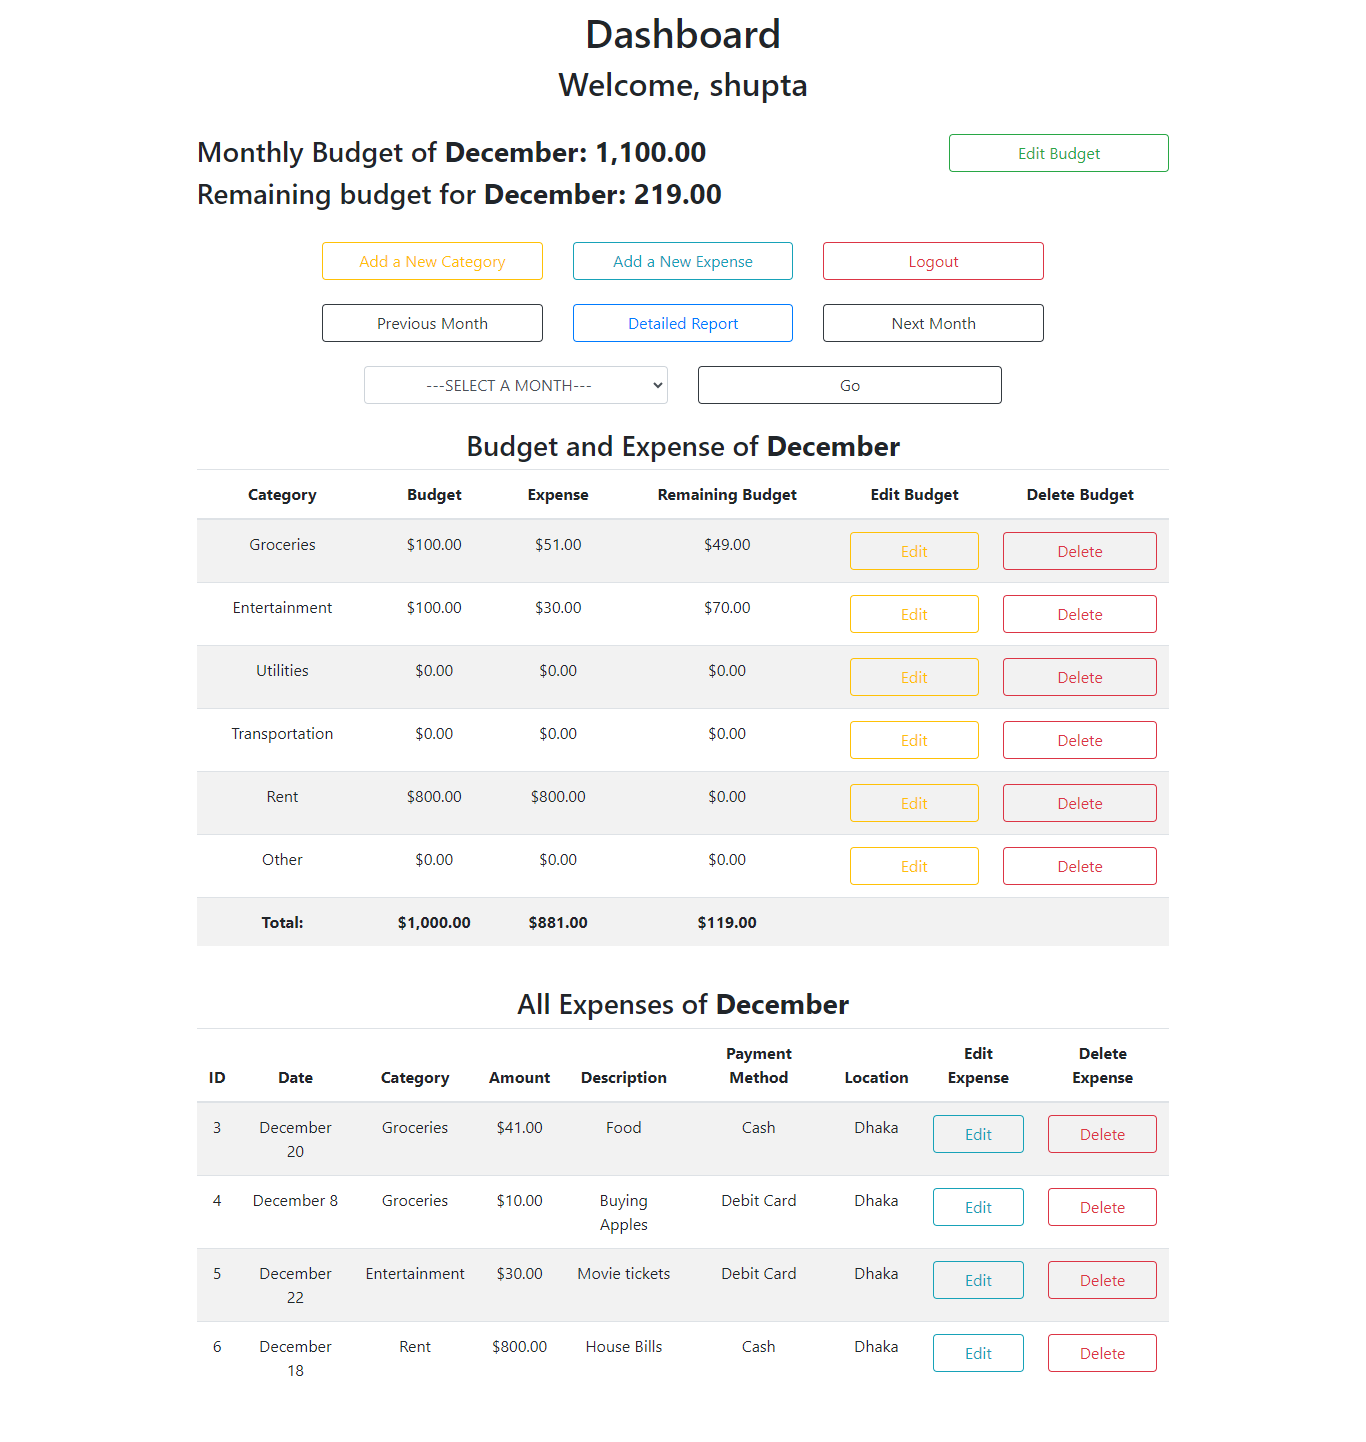 Dashboard
Welcome, shupta
Monthly Budget of December: 1,100.00
Edit Budget
Remaining budget for December: 219.00
Add a New Category Add a New Expense Logout
Previous Month Detailed Report Next Month
---SELECT A MONTH--- Go
Budget and Expense of December
Category Budget Expense Remaining Budget Edit Budget Delete Budget
Groceries $100.00 $51.00 $49.00 Edit Delete
Entertainment $100.00 $30.00 $70.00 Edit Delete
Utilities $0.00 $0.00 $0.00 Edit Delete
Transportation $0.00 $0.00 $0.00 Edit Delete
Rent $800.00 $800.00 $0.00 Edit Delete
Other $0.00 $0.00 $0.00 Edit Delete
Total: $1,000.00 $881.00 $119.00
All Expenses of December
Payment Edit Delete
ID Date Category Amount Description Method Location Expense Expense
3 December Groceries $41.00 Food Cash Dhaka Edit Delete
20
4 December 8 Groceries $10.00 Buying Debit Card Dhaka Edit Delete
Apples
5 December Entertainment $30.00 Movie tickets Debit Card Dhaka Edit Delete
22
6 December Rent $800.00 House Bills Cash Dhaka Edit Delete
18